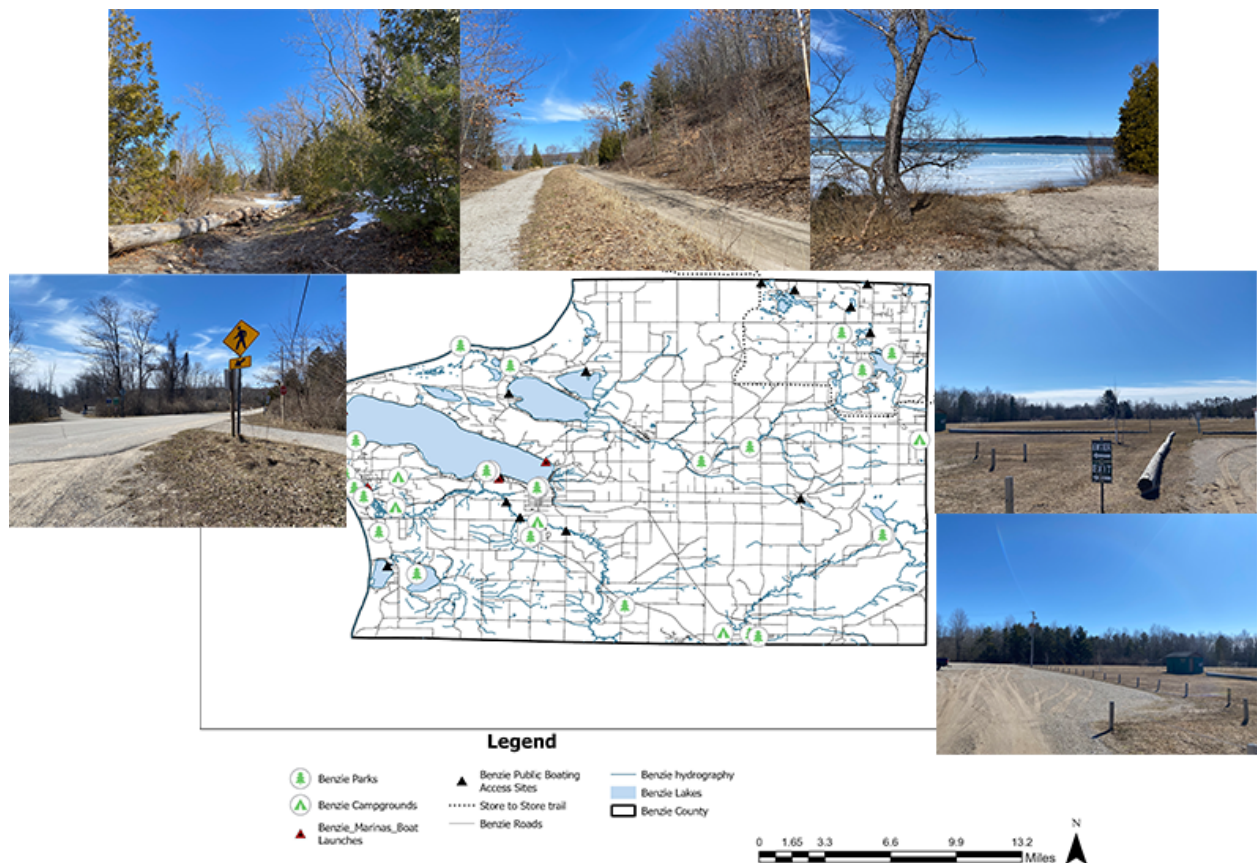 Legend
Benzie Parks
Benzie Campgrounds
Benzie_Marinas_Boat
Launches
Benzie Public Boating
Access Sites
Store to Store trail
Benzie Roads
Benzie hydrography
Benzie Lakes
Benzie County
0 1.65 3.3 6.6 9.9 13.2
Miles
N